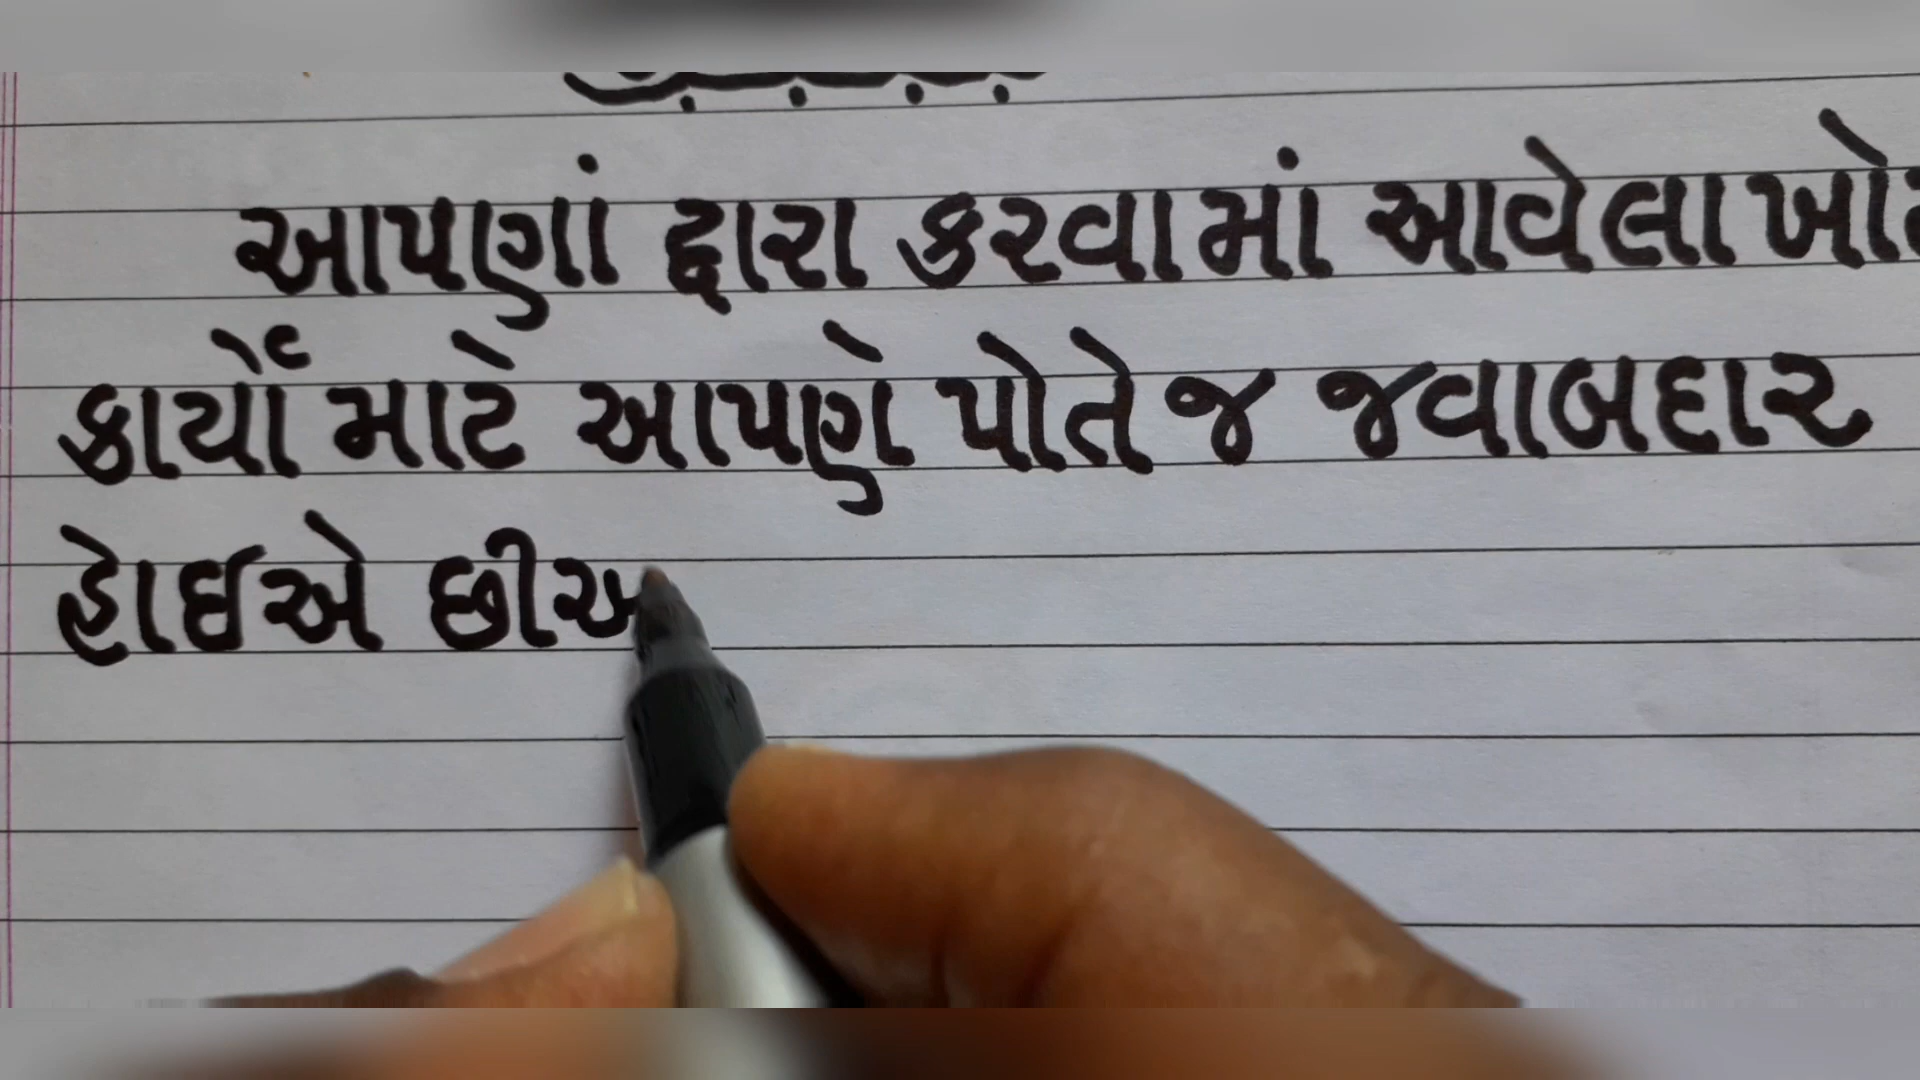 આપણાં દ્વારા કરવામાં આવેલા
કાર્યો માટે આપણે પોતે જ જવાબદાર
હોઈએ